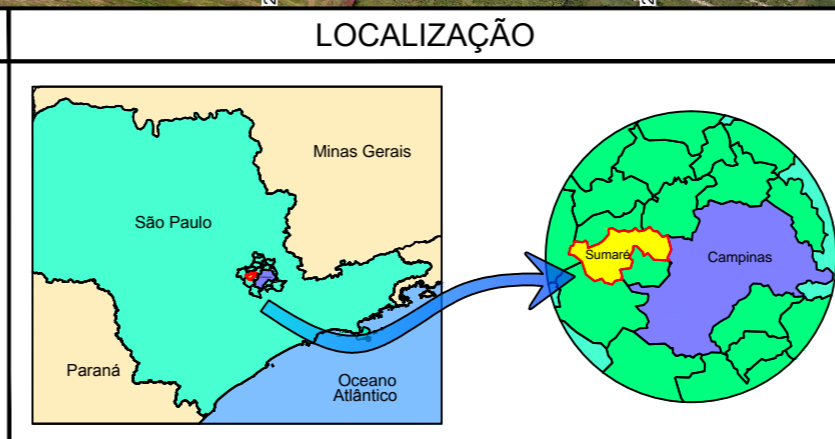 LOCALIZAÇÃO
Minas Gerais
São Paulo
Paraná
Oceano
Atlântico
Sumaré
Campinas